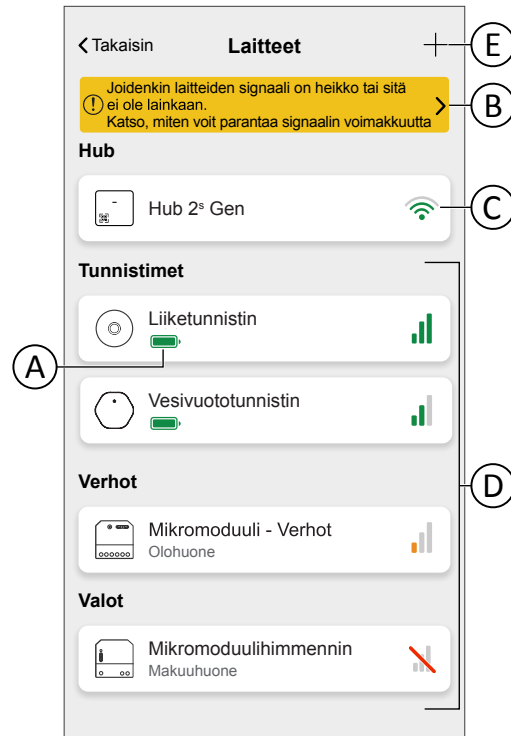 Takaisin
Laitteet
E
Joidenkin laitteiden signaali on heikko tai sitä
ei ole lainkaan.
Katso, miten voit parantaa signaalin voimakkuutta
B
Hub
Hub 2ˢ Gen
C
Tunnistimet
Liiketunnistin
A
Vesivuototunnistin
D
Verhot
Mikromoduuli - Verhot
Olohuone
Valot
Mikromoduulihimmennin
Makuuhuone